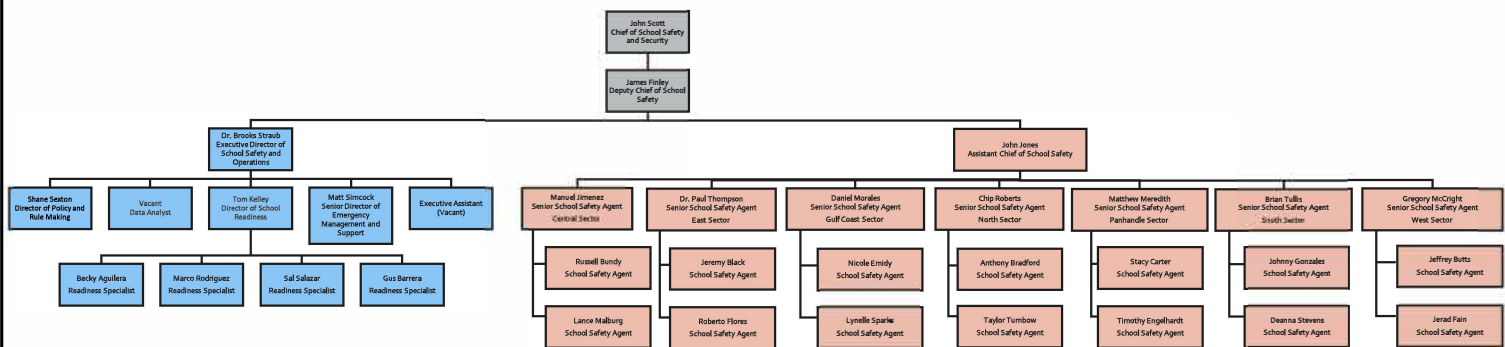 John Scott
Chief of School Safety
and Security
James Finley
Deputy Chief of School
Safety
Dr. Brooks Straub
Executive Director of
School Safety and
Operations
John Jones
Assistant Chief of School Safety
Shane Sexton
Director of Policy and
Rule Making
Vacant
Data Analyst
Tom Kelley
Director of School
Readiness
Matt Simcock
Senior Director of
Emergency
Management and
Support
Executive Assistant
(Vacant)
Manuel Jimenez
Senior School Safety Agent
Central Sector
Dr. Paul Thompson
Senior School Safety Agent
East Sector
Daniel Morales
Senior School Safety Agent
Gulf Coast Sector
Chip Roberts
Senior School Safety Agent
North Sector
Matthew Meredith
Senior School Safety Agent
Panhandle Sector
Brian Tullis
Senior School Safety Agent
South Sector
Gregory McCright
Senior School Safety Agent
West Sector
Becky Aguilera
Readiness Specialist
Marco Rodriguez
Readiness Specialist
Sal Salazar
Readiness Specialist
Gus Barrera
Readiness Specialist
Russell Bundy
School Safety Agent
Jeremy Black
School Safety Agent
Nicole Emidy
School Safety Agent
Anthony Bradford
School Safety Agent
Stacy Carter
School Safety Agent
Johnny Gonzales
School Safety Agent
Jeffrey Butts
School Safety Agent
Lance Malburg
School Safety Agent
Roberto Flores
School Safety Agent
Lynelle Sparks
School Safety Agent
Taylor Turnbow
School Safety Agent
Timothy Engelhardt
School Safety Agent
Deanna Stevens
School Safety Agent
Jerad Fain
School Safety Agent